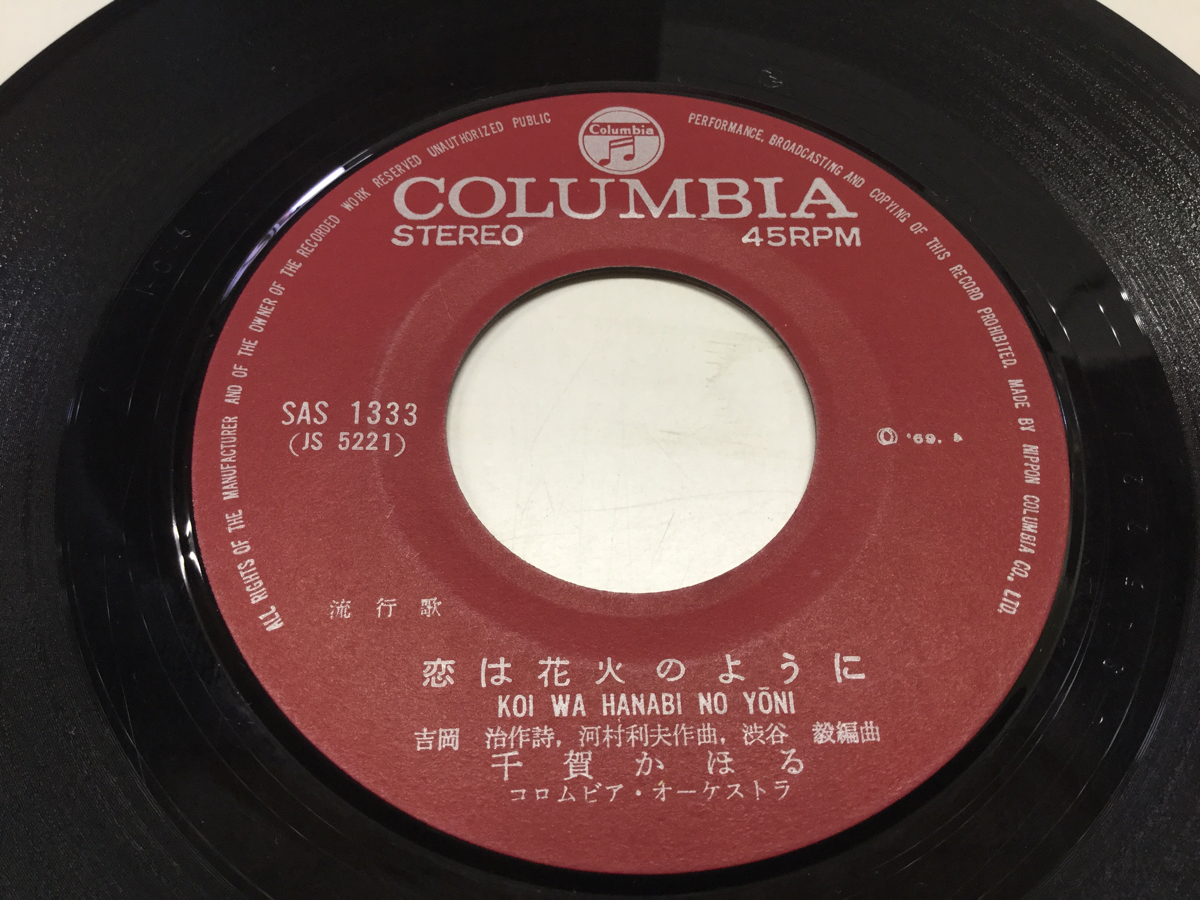 ALL RIGHTS OF THE MANUFACTURER AND OF THE OWNER OF THE RECORDED WORK RESERVED UNAUTHORIZED PUBLIC PERFORMANCE, BROADCASTING AND COPYING OF THIS RECORD PROHIBITED. MADE BY NIPPON COLUMBIA CO., LTD.
Columbia
COLUMBIA
STEREO 45RPM
SAS 1333
(JS 5221)
Ⓒ '69.
流行歌
恋は花火のように
KOI WA HANABI NO YŌNI
吉岡 治作詩, 河村利夫作曲, 渋谷 毅編曲
千賀かほる
コロムビア・オーケストラ